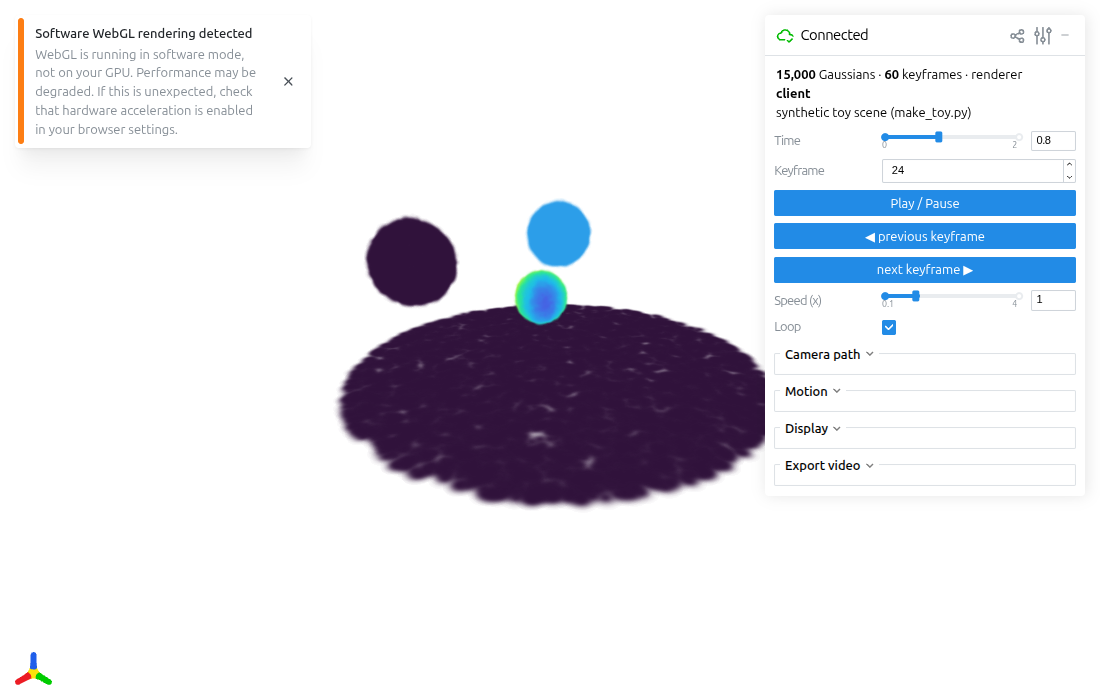 Software WebGL rendering detected
WebGL is running in software mode,
not on your GPU. Performance may be
degraded. If this is unexpected, check
that hardware acceleration is enabled
in your browser settings.
Connected
15,000 Gaussians · 60 keyframes · renderer
client
synthetic toy scene (make_toy.py)
Time
0
2
0.8
Keyframe
24
Play / Pause
◀ previous keyframe
next keyframe ▶
Speed (x)
0.1
4
1
Loop
Camera path
Motion
Display
Export video